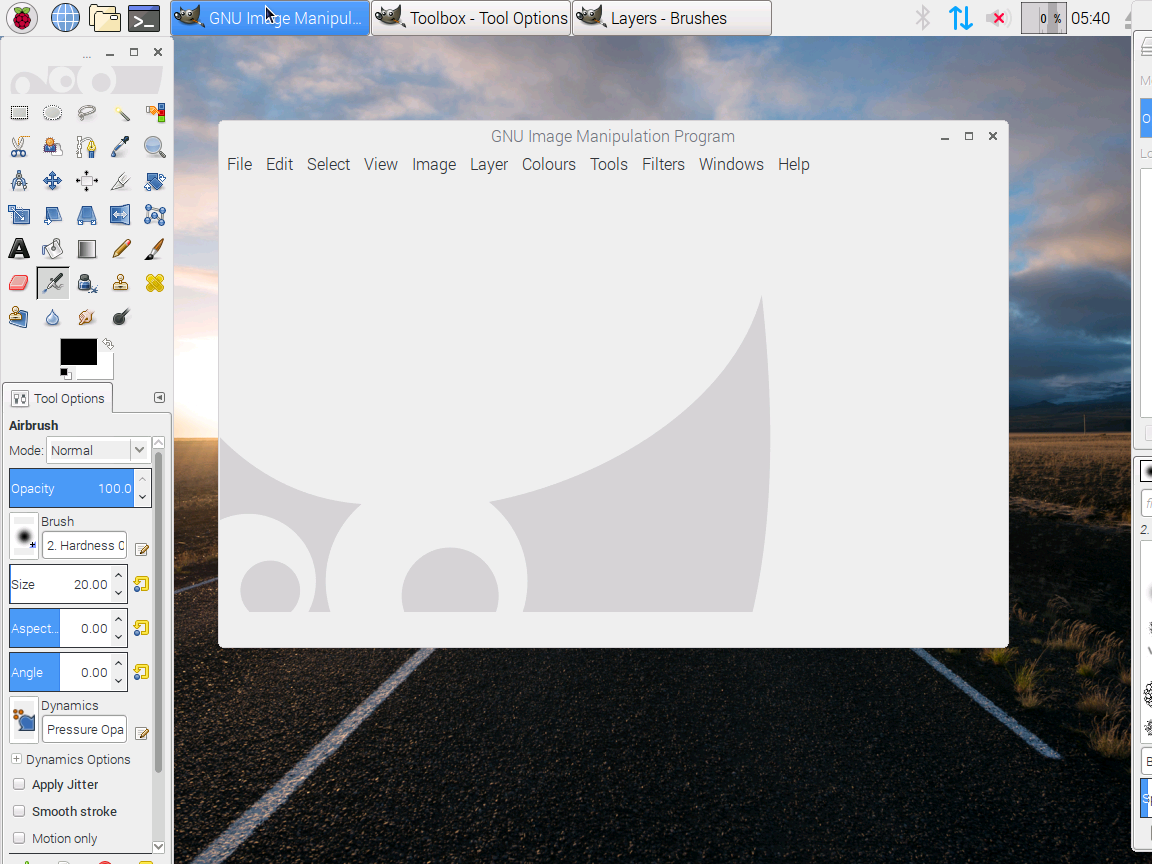 GNU Image Manipul...
Toolbox - Tool Options
Layers - Brushes
0 %
05:40
...
GNU Image Manipulation Program
File Edit Select View Image Layer Colours Tools Filters Windows Help
Tool Options
Airbrush
Mode: Normal
Opacity 100.0
Brush
2. Hardness 0
Size 20.00
Aspect... 0.00
Angle 0.00
Dynamics
Pressure Opa
Dynamics Options
Apply Jitter
Smooth stroke
Motion only
2.